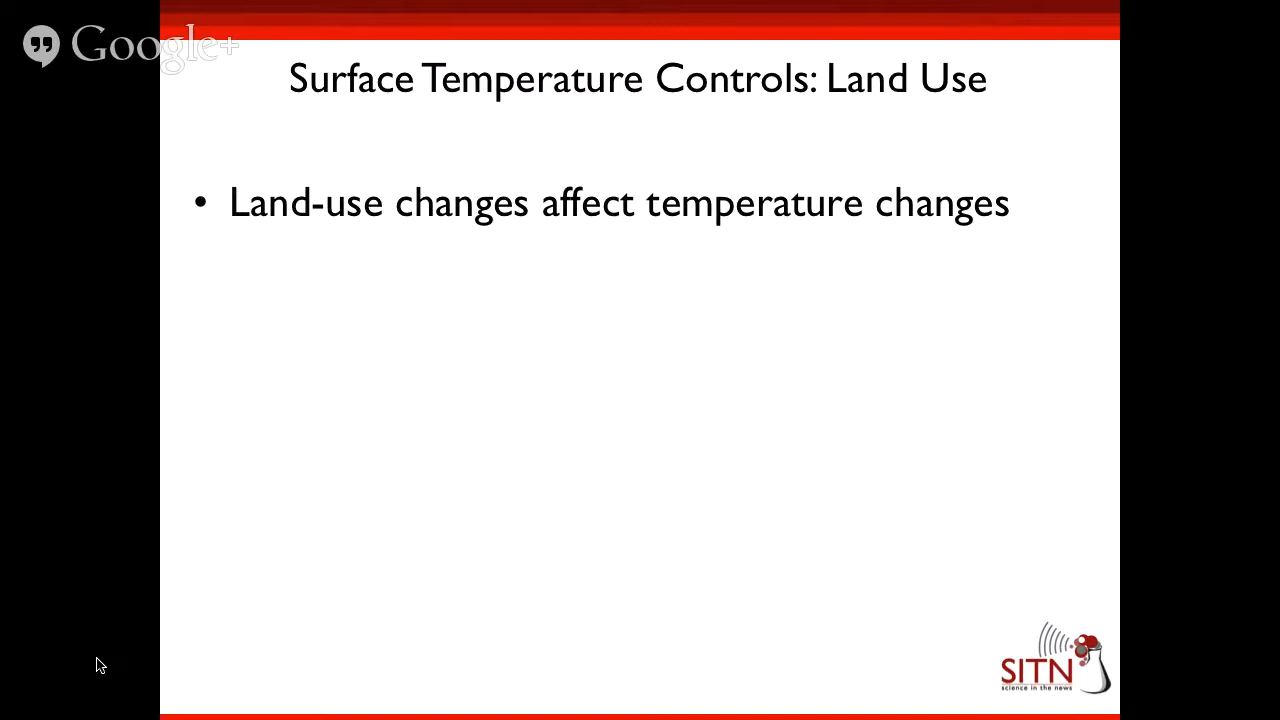 Google+
Surface Temperature Controls: Land Use
• Land-use changes affect temperature changes
SITN
science in the news